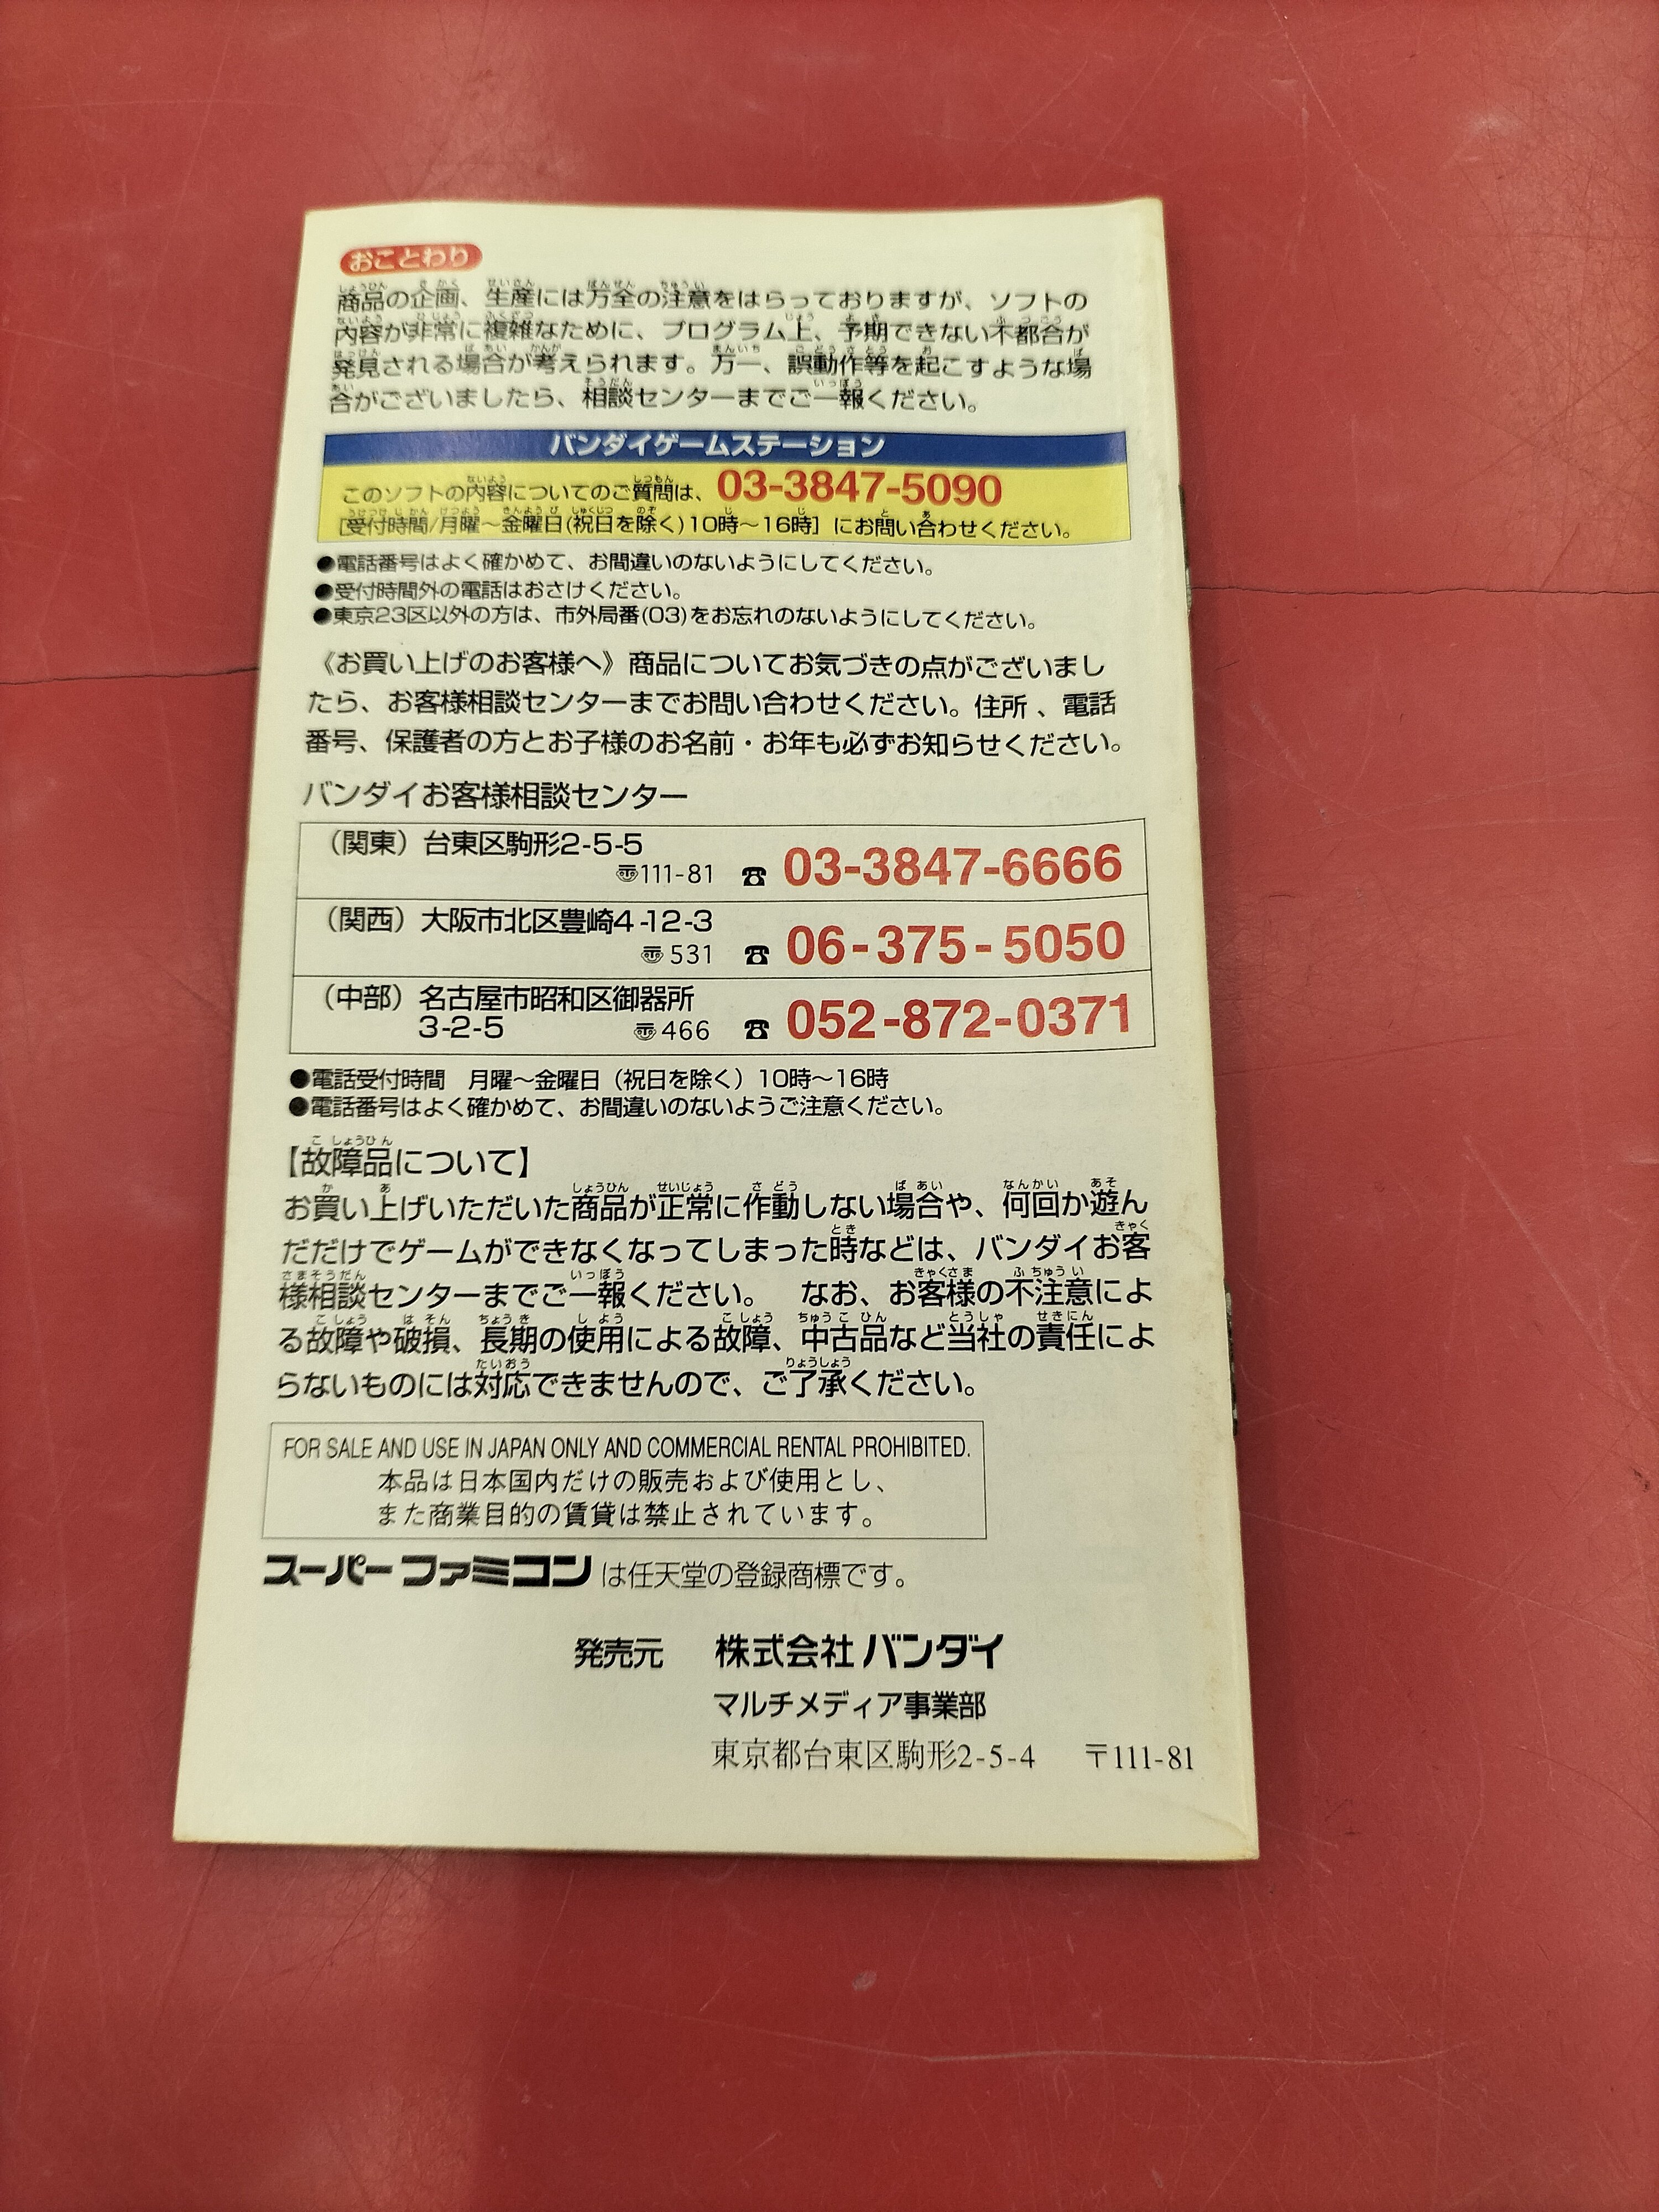 おことわり
商品の企画、生産には万全の注意をはらっておりますが、ソフトの
内容が非常に複雑なために、プログラム上、予期できない不都合が
発見される場合が考えられます。万一、誤動作等を起こすような場
合がございましたら、相談センターまでご一報ください。
バンダイゲームステーション
このソフトの内容についてのご質問は、03-3847-5090
[受付時間/月曜～金曜日(祝日を除く)10時～16時] にお問い合わせください。
●電話番号はよく確かめて、お間違いのないようにしてください。
●受付時間外の電話はおさけください。
●東京23区以外の方は、市外局番(03)をお忘れのないようにしてください。
《お買い上げのお客様へ》商品についてお気づきの点がございまし
たら、お客様相談センターまでお問い合わせください。住所、電話
番号、保護者の方とお子様のお名前・お年も必ずお知らせください。
バンダイお客様相談センター
（関東）台東区駒形2-5-5
〠111-81 ☎ 03-3847-6666
（関西）大阪市北区豊崎4-12-3
〠531 ☎ 06-375-5050
（中部）名古屋市昭和区御器所
3-2-5 〠466 ☎ 052-872-0371
●電話受付時間　月曜～金曜日（祝日を除く）10時～16時
●電話番号はよく確かめて、お間違いのないようご注意ください。
【故障品について】
お買い上げいただいた商品が正常に作動しない場合や、何回か遊ん
だだけでゲームができなくなってしまった時などは、バンダイお客
様相談センターまでご一報ください。　なお、お客様の不注意によ
る故障や破損、長期の使用による故障、中古品など当社の責任によ
らないものには対応できませんので、ご了承ください。
FOR SALE AND USE IN JAPAN ONLY AND COMMERCIAL RENTAL PROHIBITED.
本品は日本国内だけの販売および使用とし、
また商業目的の賃貸は禁止されています。
スーパーファミコン は任天堂の登録商標です。
発売元　株式会社 バンダイ
マルチメディア事業部
東京都台東区駒形2-5-4　〒111-81